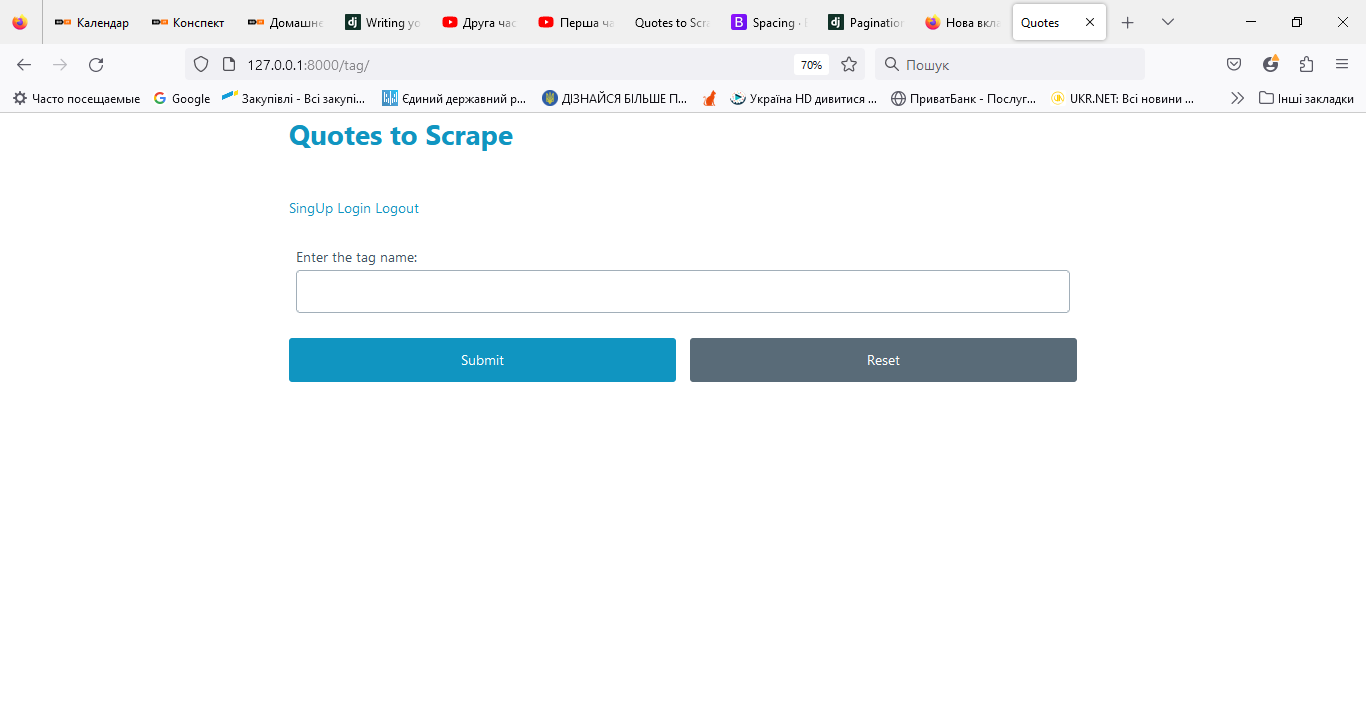 Календар Конспект Домашнє Writing yo Друга час Перша ча Quotes to Scra Spacing · Pagination Нова вкла Quotes
127.0.0.1:8000/tag/ 70% Пошук
Часто посещаемые Google Закупівлі - Всі закупі... Єдиний державний р... ДІЗНАЙСЯ БІЛЬШЕ П... Україна HD дивитися ... ПриватБанк - Послуг... UKR.NET: Всі новини ... Інші закладки
Quotes to Scrape
SingUp Login Logout
Enter the tag name:
Submit Reset